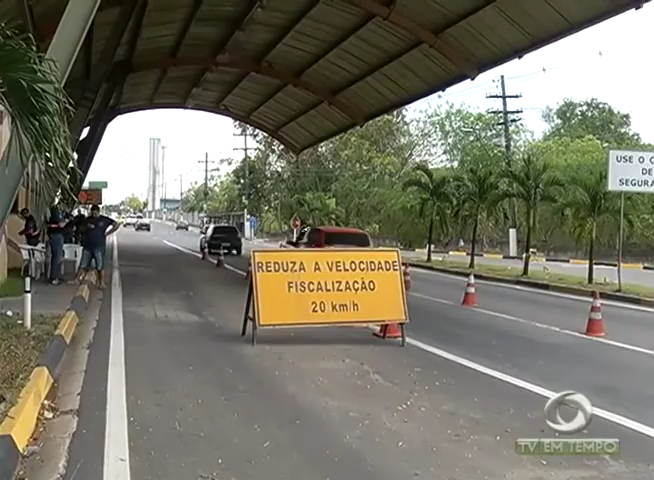 REDUZA A VELOCIDADE
FISCALIZAÇÃO
20 km/h
USE O
DE
SEGURA
TV EM TEMPO